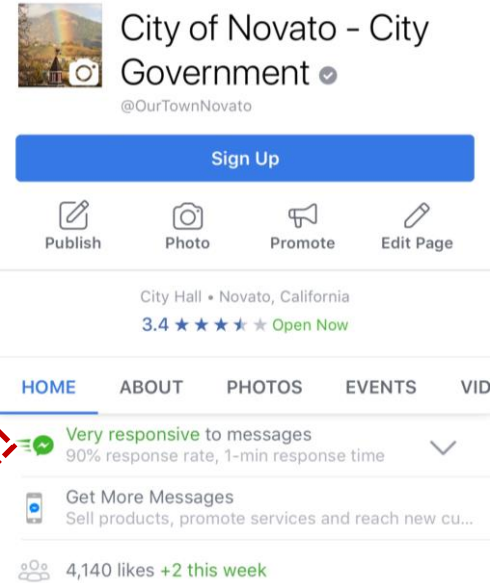 City of Novato - City
Government
@OurTownNovato
Sign Up
Publish Photo Promote Edit Page
City Hall • Novato, California
3.4 ★ ★ ★ ★ ★ Open Now
HOME ABOUT PHOTOS EVENTS VID
Very responsive to messages
90% response rate, 1-min response time
Get More Messages
Sell products, promote services and reach new cu...
4,140 likes +2 this week